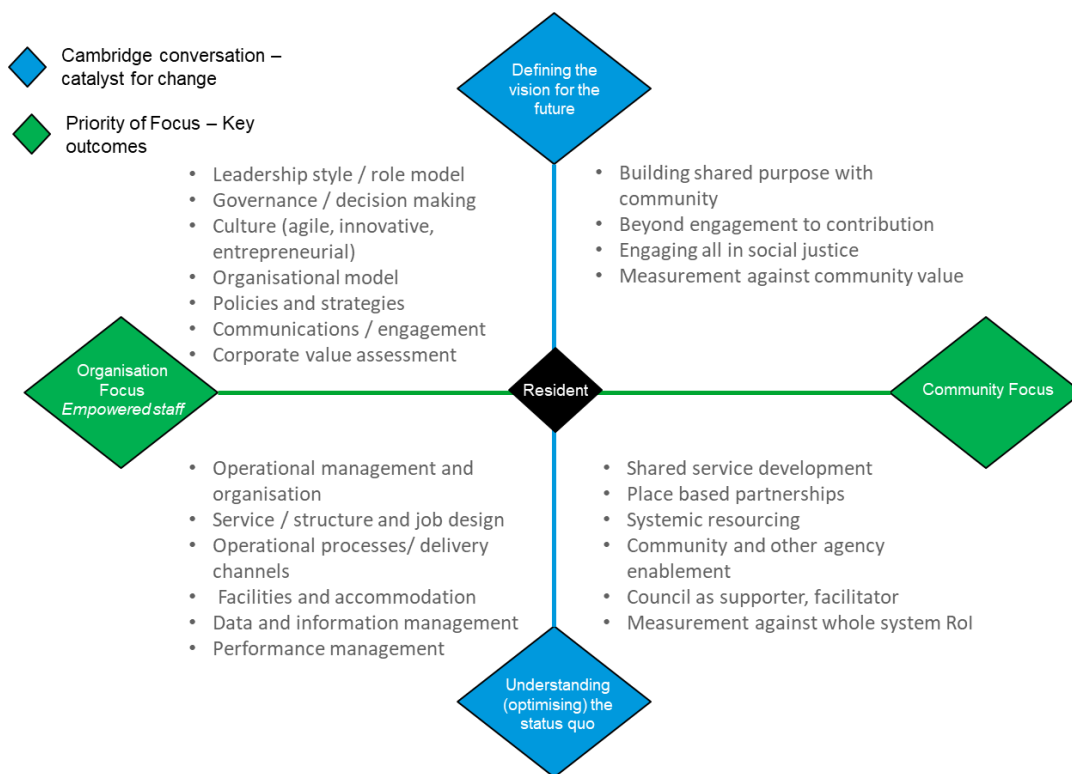 Cambridge conversation –
catalyst for change
Priority of Focus – Key
outcomes
Defining the
vision for the
future
• Leadership style / role model
• Governance / decision making
• Culture (agile, innovative,
entrepreneurial)
• Organisational model
• Policies and strategies
• Communications / engagement
• Corporate value assessment
• Building shared purpose with
community
• Beyond engagement to contribution
• Engaging all in social justice
• Measurement against community value
Organisation
Focus
Empowered staff
Resident
Community Focus
• Operational management and
organisation
• Service / structure and job design
• Operational processes/ delivery
channels
• Facilities and accommodation
• Data and information management
• Performance management
• Shared service development
• Place based partnerships
• Systemic resourcing
• Community and other agency
enablement
• Council as supporter, facilitator
• Measurement against whole system RoI
Understanding
(optimising) the
status quo